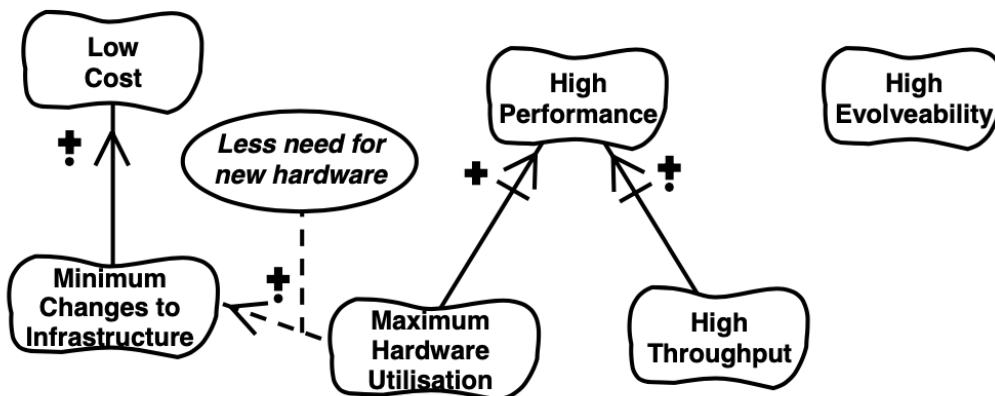 Low
Cost
High
Performance
High
Evolveability
Less need for
new hardware
+
•
+
+
•
+
•
Minimum
Changes to
Infrastructure
Maximum
Hardware
Utilisation
High
Throughput